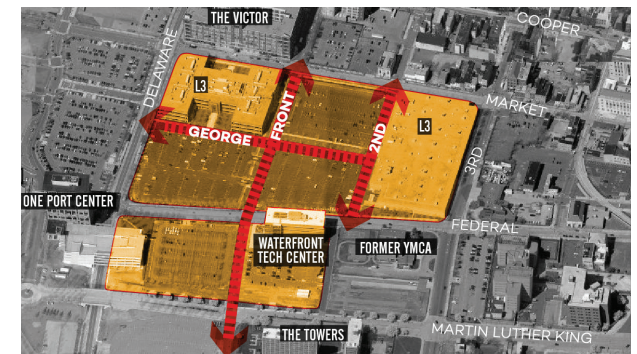 THE VICTOR
COOPER
DELAWARE
L3
MARKET
FRONT
GEORGE
2ND
L3
3RD
ONE PORT CENTER
FEDERAL
WATERFRONT
TECH CENTER
FORMER YMCA
THE TOWERS
MARTIN LUTHER KING